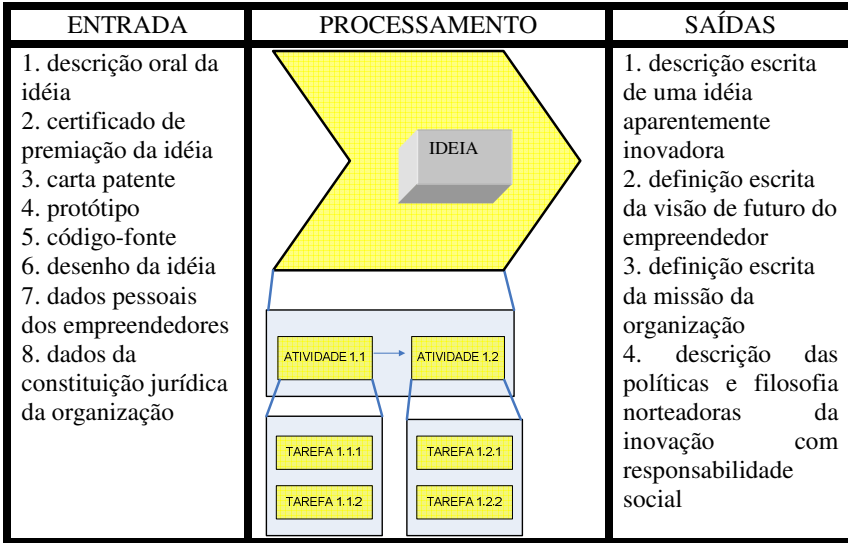 ENTRADA
PROCESSAMENTO
SAÍDAS
1. descrição oral da
idéia
2. certificado de
premiação da idéia
3. carta patente
4. protótipo
5. código-fonte
6. desenho da idéia
7. dados pessoais
dos empreendedores
8. dados da
constituição jurídica
da organização
IDEIA
ATIVIDADE 1.1
ATIVIDADE 1.2
TAREFA 1.1.1
TAREFA 1.2.1
TAREFA 1.1.2
TAREFA 1.2.2
1. descrição escrita
de uma idéia
aparentemente
inovadora
2. definição escrita
da visão de futuro do
empreendedor
3. definição escrita
da missão da
organização
4. descrição das
políticas e filosofia
norteadoras da
inovação com
responsabilidade
social